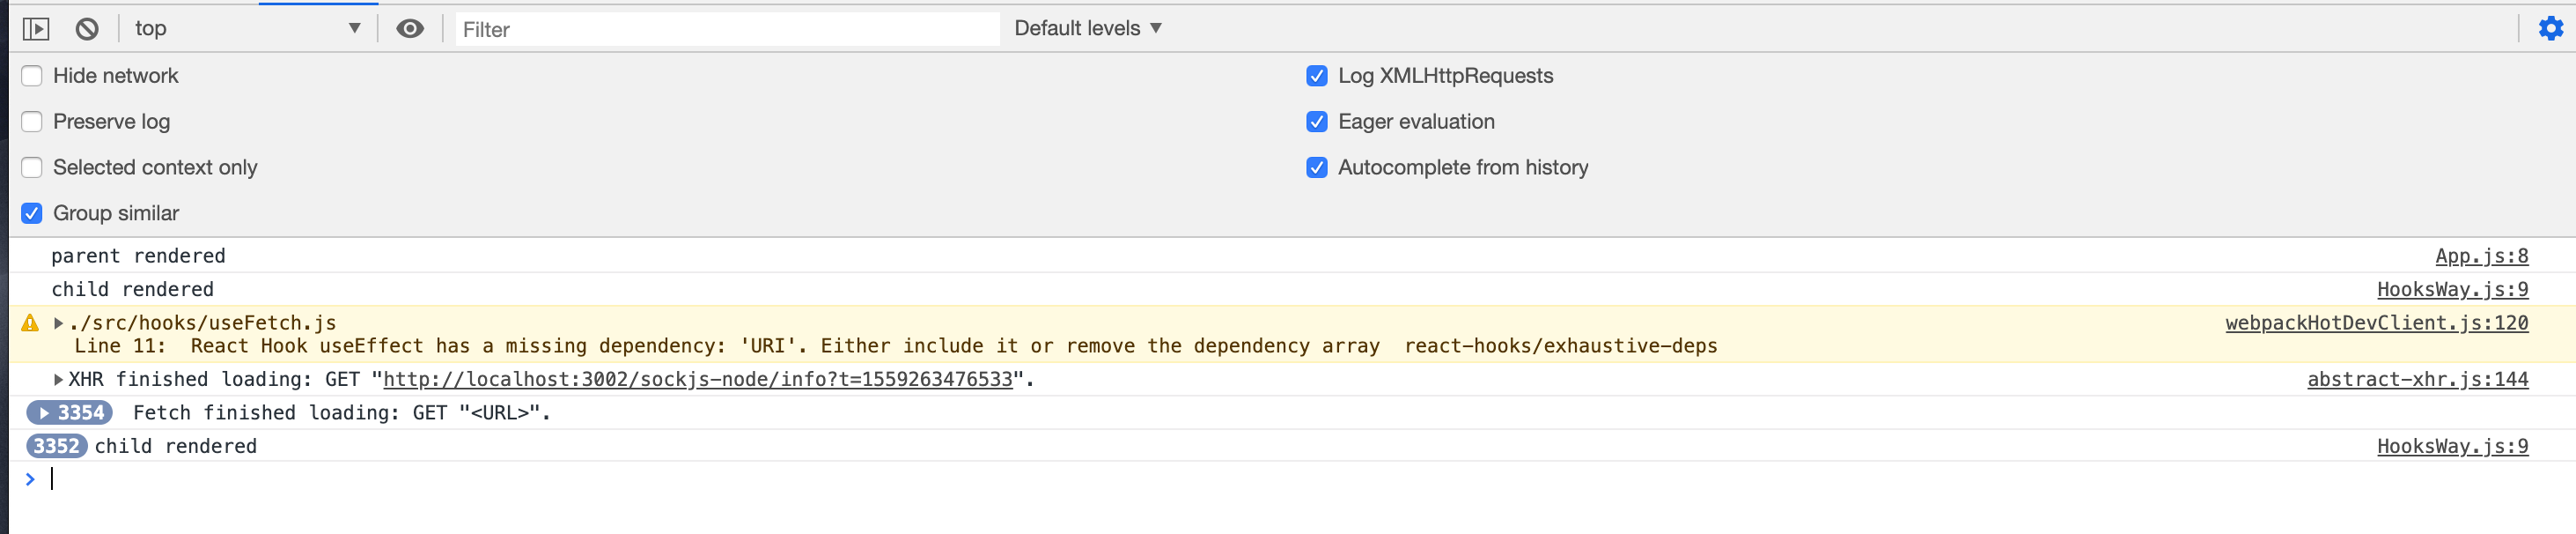 top
Filter
Default levels
Hide network
Log XMLHttpRequests
Preserve log
Eager evaluation
Selected context only
Autocomplete from history
Group similar
parent rendered App.js:8
child rendered HooksWay.js:9
./src/hooks/useFetch.js webpackHotDevClient.js:120
Line 11:  React Hook useEffect has a missing dependency: 'URI'. Either include it or remove the dependency array  react-hooks/exhaustive-deps
XHR finished loading: GET "http://localhost:3002/sockjs-node/info?t=1559263476533". abstract-xhr.js:144
3354 Fetch finished loading: GET "<URL>".
3352 child rendered HooksWay.js:9